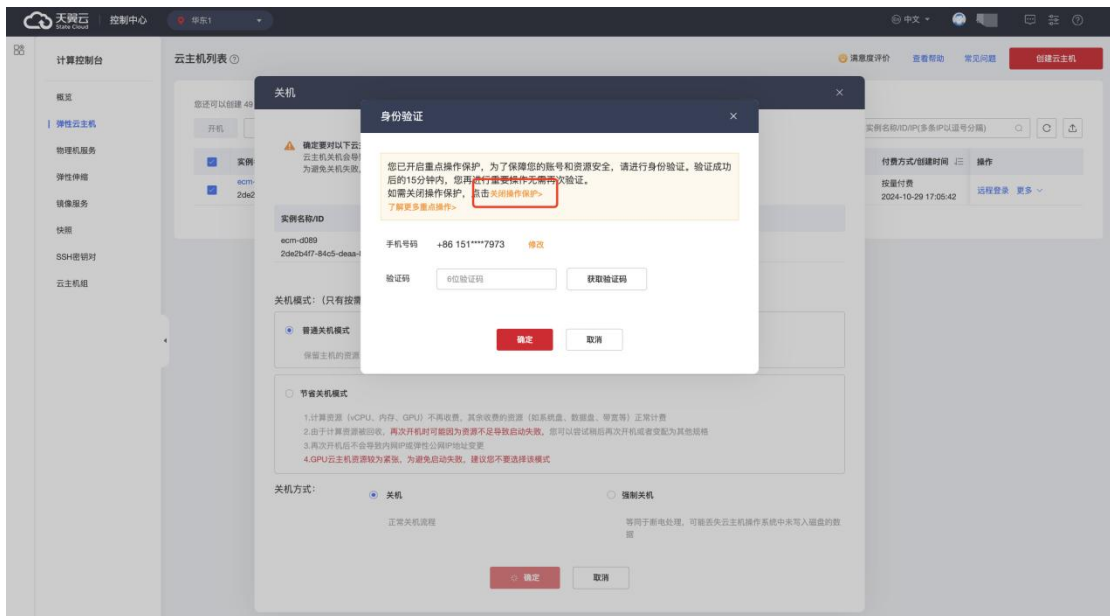 天翼云
State Cloud
控制中心
华东1
中文
计算控制台
概览
弹性云主机
物理机服务
弹性伸缩
镜像服务
快照
SSH密钥对
云主机组
云主机列表
满意度评价
查看帮助
常见问题
创建云主机
您还可以创建 49
开机
实例名称/ID/IP(多条IP以逗号分隔)
实例
付费方式/创建时间
操作
ecm-
2de2
按量付费
2024-10-29 17:05:42
远程登录 更多
关机
确定要对以下云
云主机关机会导
为避免关机失败,
实例名称/ID
ecm-d089
2de2b4f7-84c5-deaa-
关机模式:(只有按需
普通关机模式
保留主机的资源
节省关机模式
1.计算资源(vCPU、内存、GPU)不再收费,其余收费的资源(如系统盘、数据盘、带宽等)正常计费
2.由于计算资源被回收,再次开机时可能因为资源不足导致启动失败,您可以尝试稍后再次开机或者变配为其他规格
3.再次开机后不会导致内网IP或弹性公网IP地址变更
4.GPU云主机资源较为紧张,为避免启动失败,建议您不要选择该模式
关机方式:
关机
正常关机流程
强制关机
等同于断电处理,可能丢失云主机操作系统中未写入磁盘的数
据
确定
取消
身份验证
您已开启重点操作保护,为了保障您的账号和资源安全,请进行身份验证。验证成功
后的15分钟内,您再进行重要操作无需再次验证。
如需关闭操作保护,点击关闭操作保护>
了解更多重点操作>
手机号码 +86 151****7973 修改
验证码 6位验证码 获取验证码
确定
取消